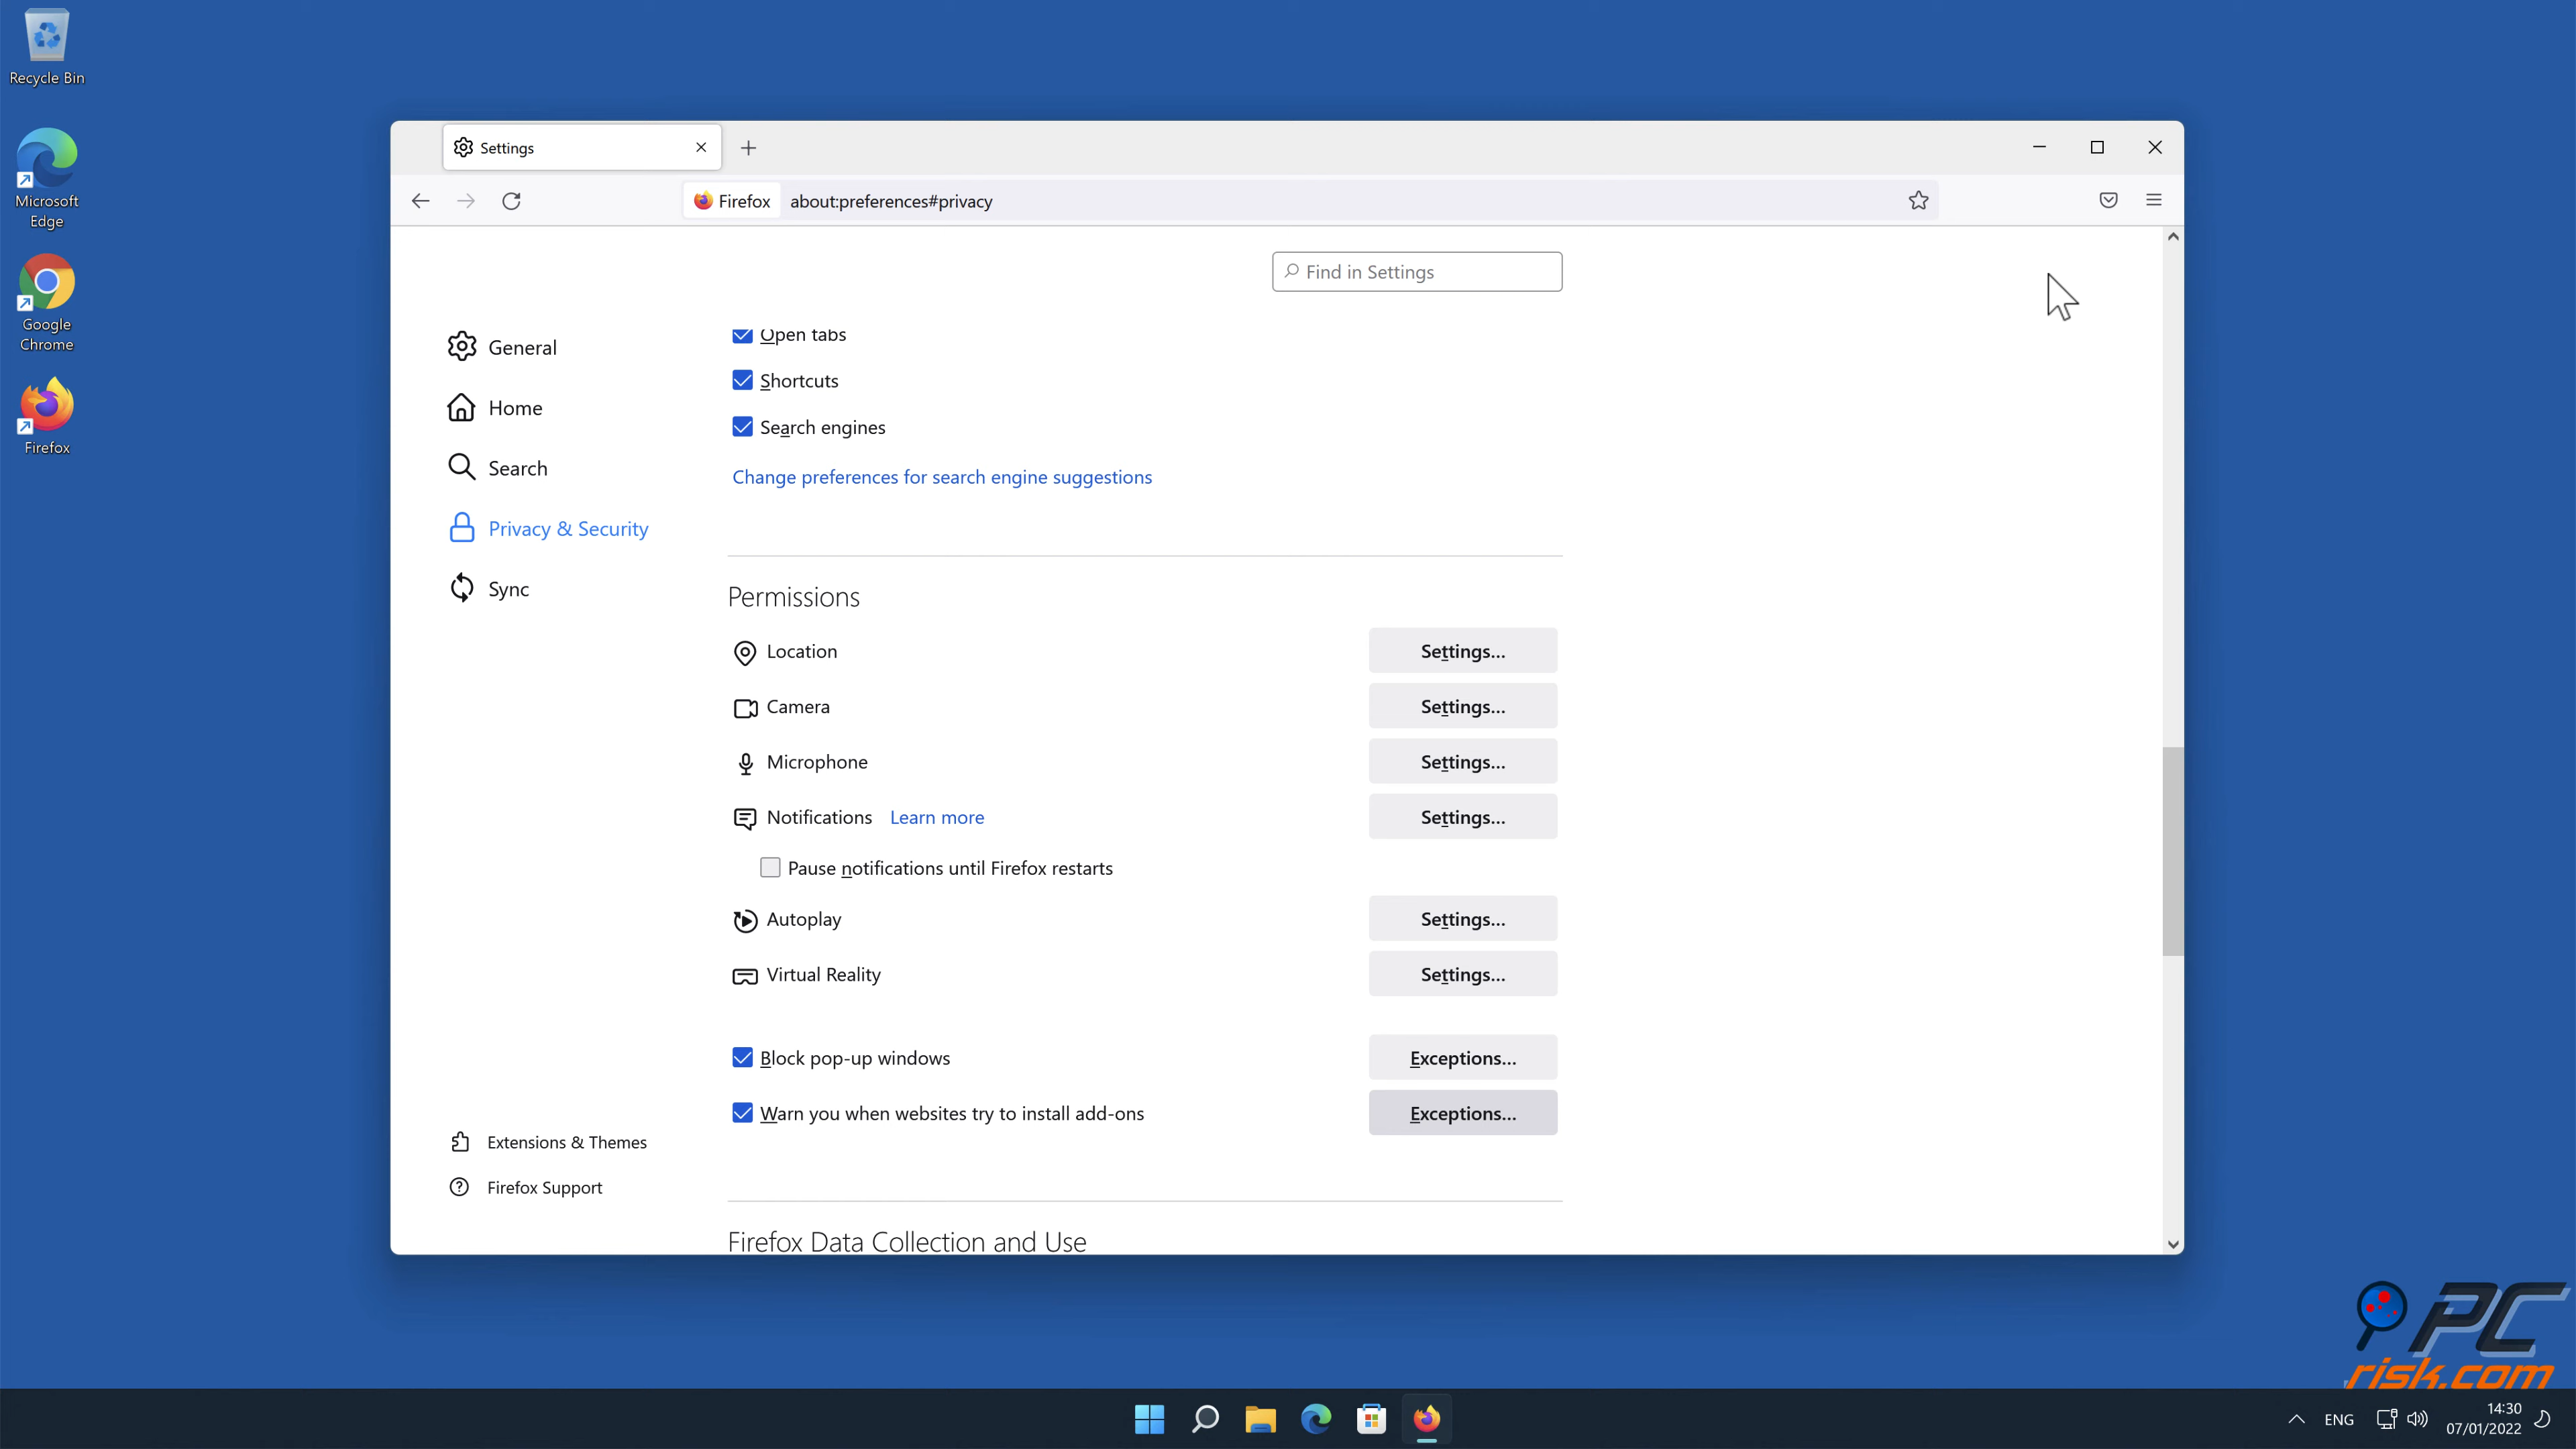 Recycle Bin
Microsoft
Edge
Google
Chrome
Firefox
Settings
Firefox about:preferences#privacy
Find in Settings
General
Home
Search
Privacy & Security
Sync
Extensions & Themes
Firefox Support
Open tabs
Shortcuts
Search engines
Change preferences for search engine suggestions
Permissions
Location Settings...
Camera Settings...
Microphone Settings...
Notifications Learn more Settings...
Pause notifications until Firefox restarts
Autoplay Settings...
Virtual Reality Settings...
Block pop-up windows Exceptions...
Warn you when websites try to install add-ons Exceptions...
Firefox Data Collection and Use
PC
risk.com
ENG
14:30
07/01/2022